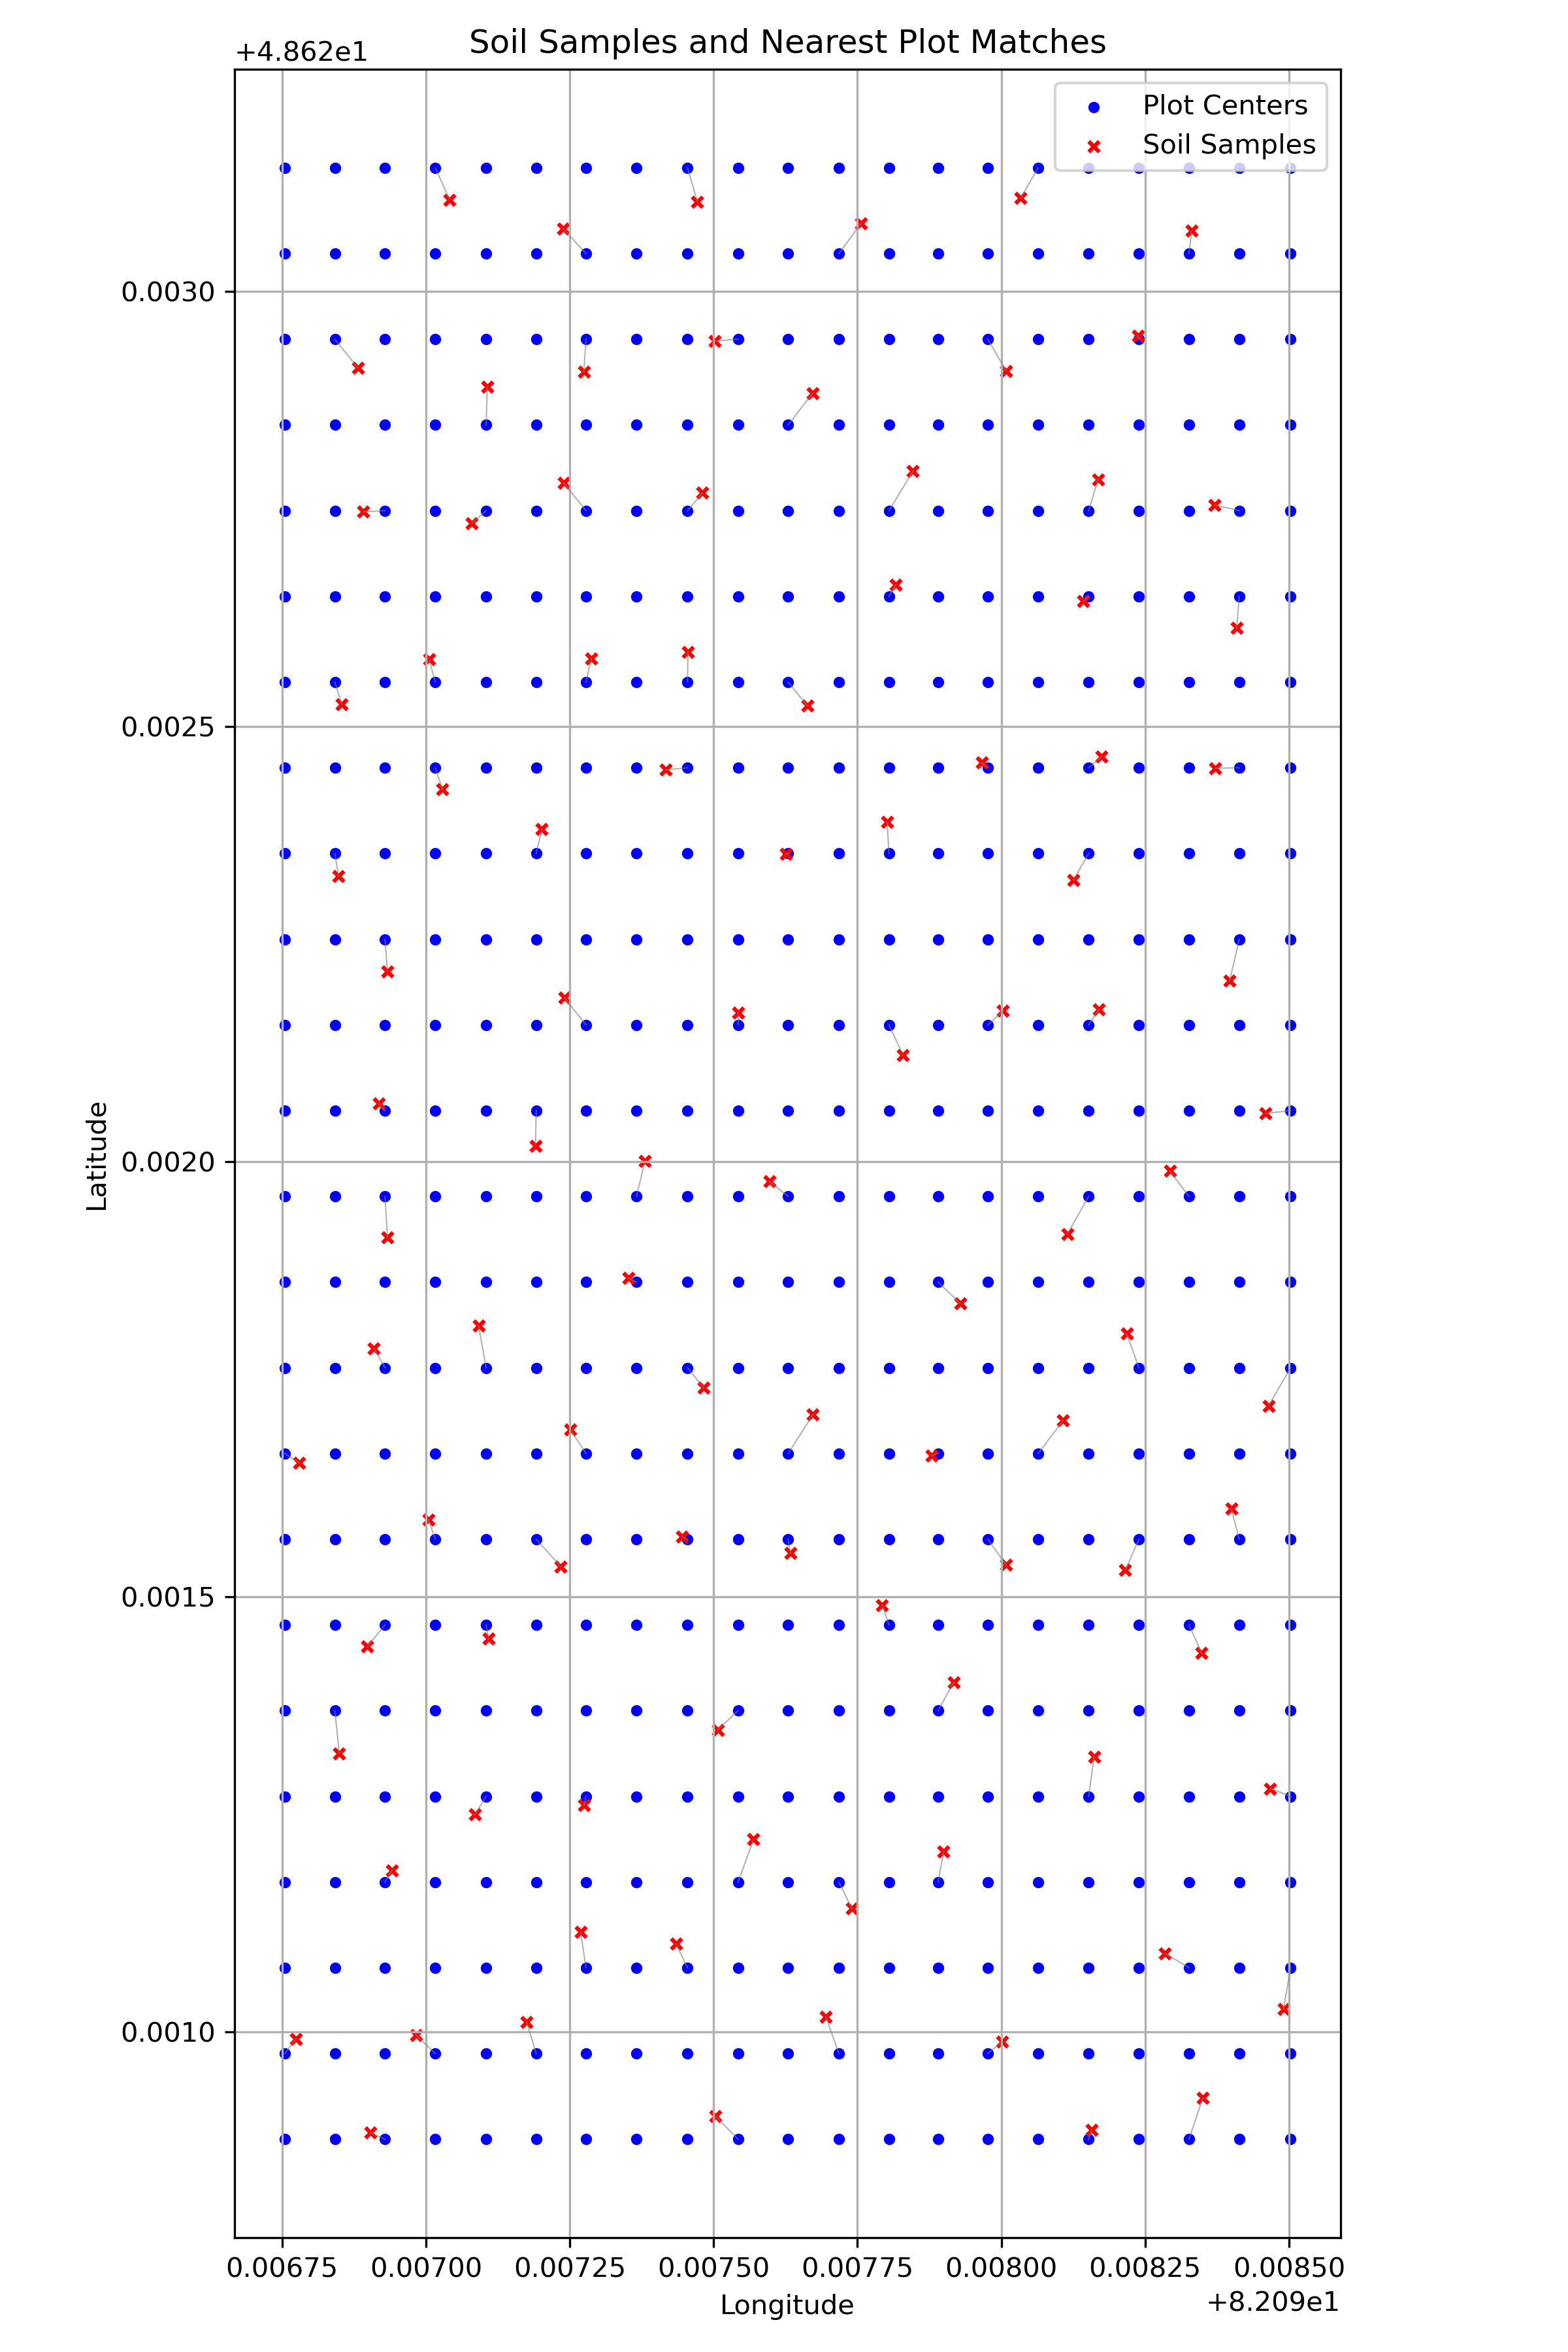 Soil Samples and Nearest Plot Matches
+4.862e1
Plot Centers
Soil Samples
0.0030
0.0025
0.0020
0.0015
0.0010
Latitude
0.00675 0.00700 0.00725 0.00750 0.00775 0.00800 0.00825 0.00850
Longitude
+8.209e1